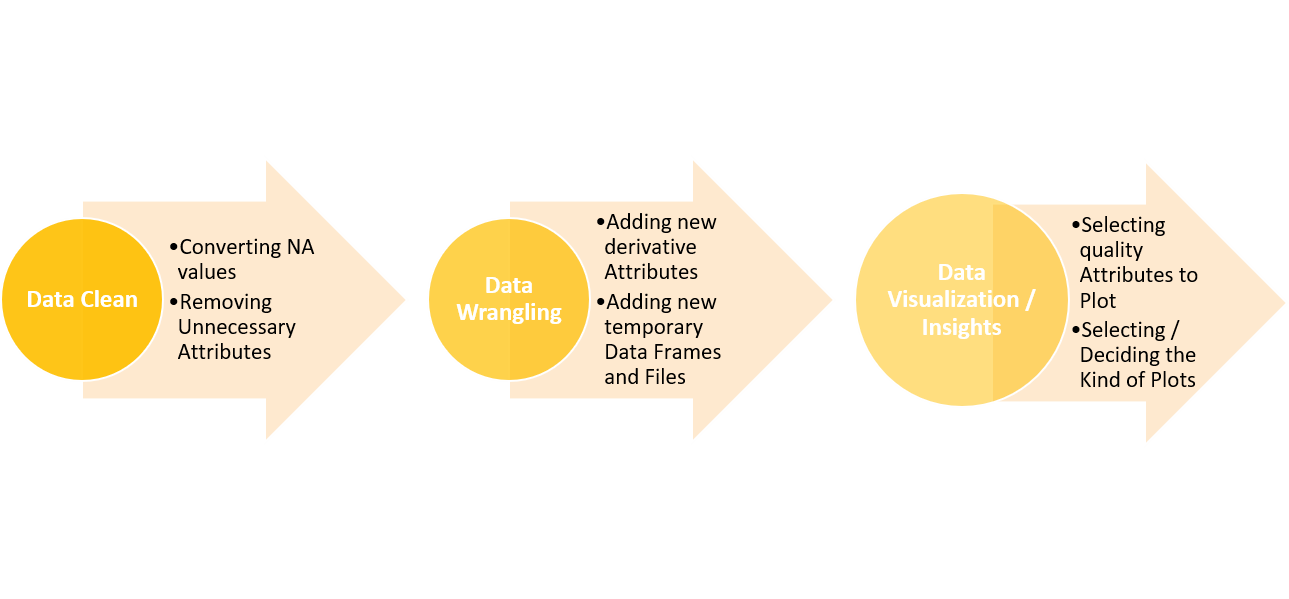 Data Clean
•Converting NA
values
•Removing
Unnecessary
Attributes
Data
Wrangling
•Adding new
derivative
Attributes
•Adding new
temporary
Data Frames
and Files
Data
Visualization /
Insights
•Selecting
quality
Attributes to
Plot
•Selecting /
Deciding the
Kind of Plots